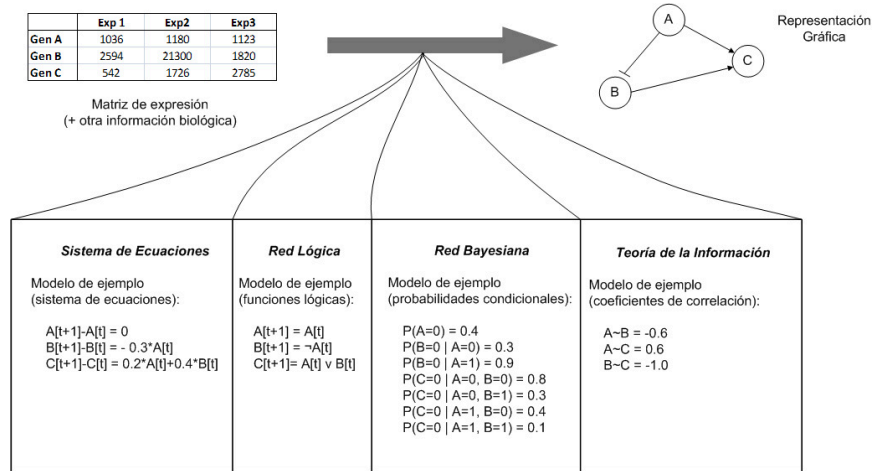 Exp 1 Exp2 Exp3
Gen A 1036 1180 1123
Gen B 2594 21300 1820
Gen C 542 1726 2785
Matriz de expresión
(+ otra información biológica)
A
B
C
Representación
Gráfica
Sistema de Ecuaciones
Modelo de ejemplo
(sistema de ecuaciones):
A[t+1]-A[t] = 0
B[t+1]-B[t] = - 0.3*A[t]
C[t+1]-C[t] = 0.2*A[t]+0.4*B[t]
Red Lógica
Modelo de ejemplo
(funciones lógicas):
A[t+1] = A[t]
B[t+1] = ¬A[t]
C[t+1]= A[t] v B[t]
Red Bayesiana
Modelo de ejemplo
(probabilidades condicionales):
P(A=0) = 0.4
P(B=0 | A=0) = 0.3
P(B=0 | A=1) = 0.9
P(C=0 | A=0, B=0) = 0.8
P(C=0 | A=0, B=1) = 0.3
P(C=0 | A=1, B=0) = 0.4
P(C=0 | A=1, B=1) = 0.1
Teoría de la Información
Modelo de ejemplo
(coeficientes de correlación):
A~B = -0.6
A~C = 0.6
B~C = -1.0